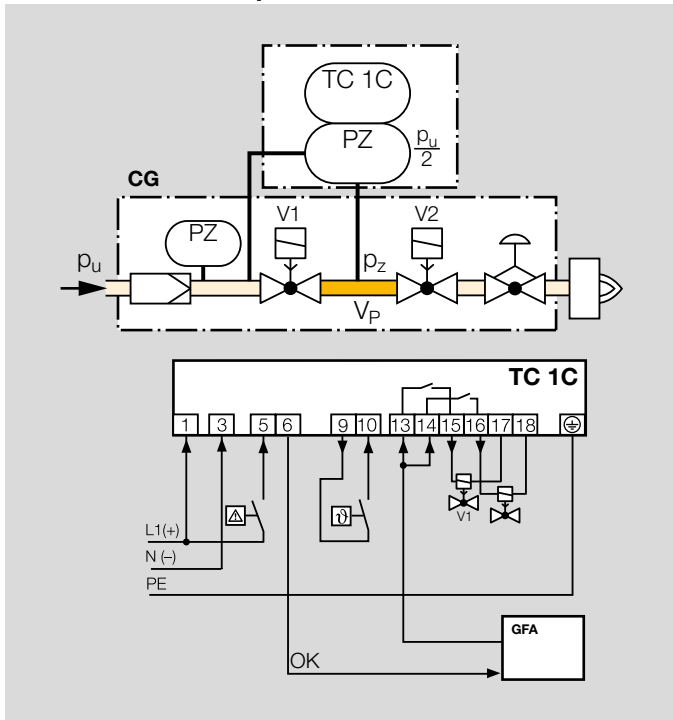 TC 1C
PZ
pu
2
CG
PZ
V1
V2
pu
pz
VP
TC 1C
1 3 5 6 9 10 13 14 15 16 17 18
ϑ
V1
L1(+)
N (–)
PE
GFA
OK